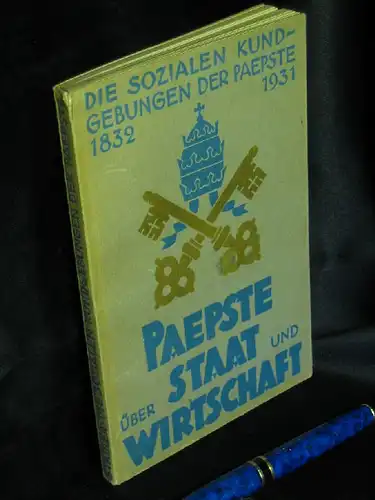 DIE SOZIALEN KUND-
GEBUNGEN DER PAEPSTE
1832 1931
PAEPSTE
ÜBER STAAT UND
WIRTSCHAFT